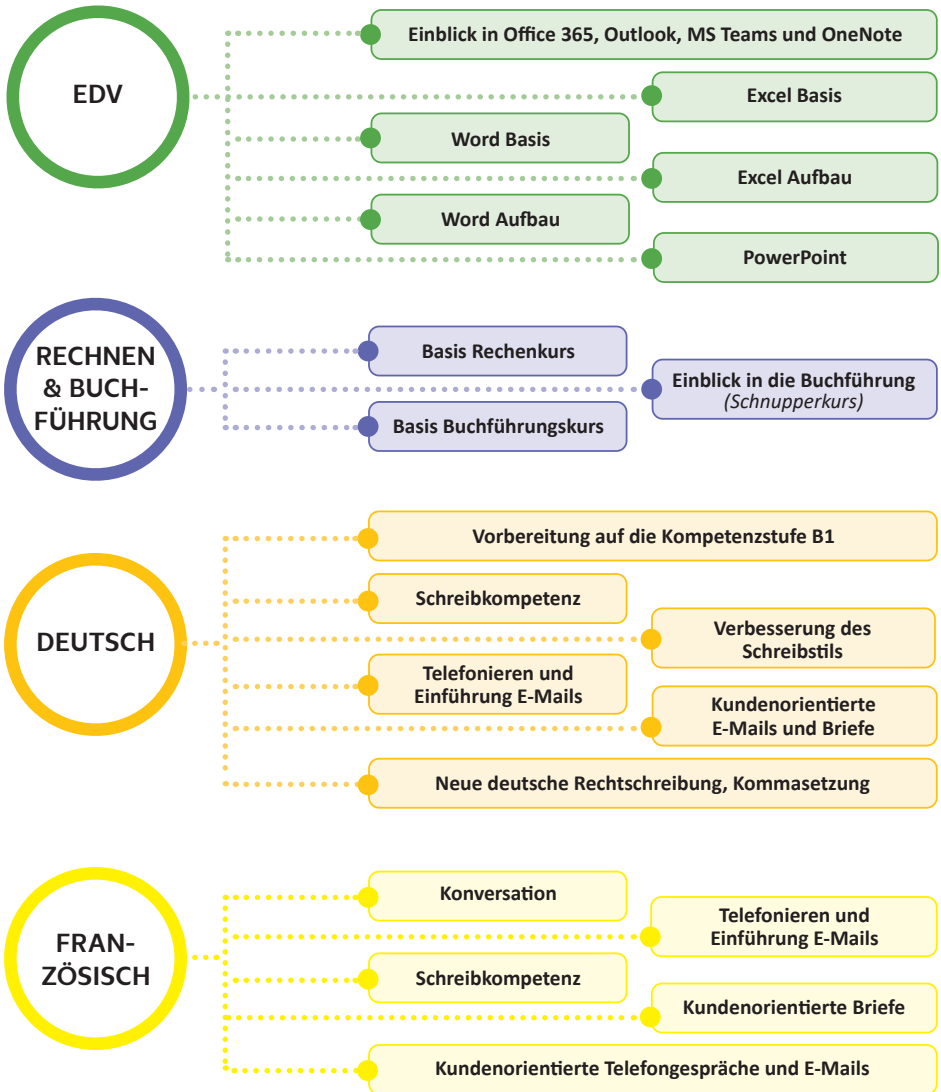 EDV
Einblick in Office 365, Outlook, MS Teams und OneNote
Excel Basis
Word Basis
Excel Aufbau
Word Aufbau
PowerPoint
RECHNEN
& BUCH-
FÜHRUNG
Basis Rechenkurs
Einblick in die Buchführung
(Schnupperkurs)
Basis Buchführungskurs
DEUTSCH
Vorbereitung auf die Kompetenzstufe B1
Schreibkompetenz
Verbesserung des
Schreibstils
Telefonieren und
Einführung E-Mails
Kundenorientierte
E-Mails und Briefe
Neue deutsche Rechtschreibung, Kommasetzung
FRAN-
ZÖSISCH
Konversation
Telefonieren und
Einführung E-Mails
Schreibkompetenz
Kundenorientierte Briefe
Kundenorientierte Telefongespräche und E-Mails